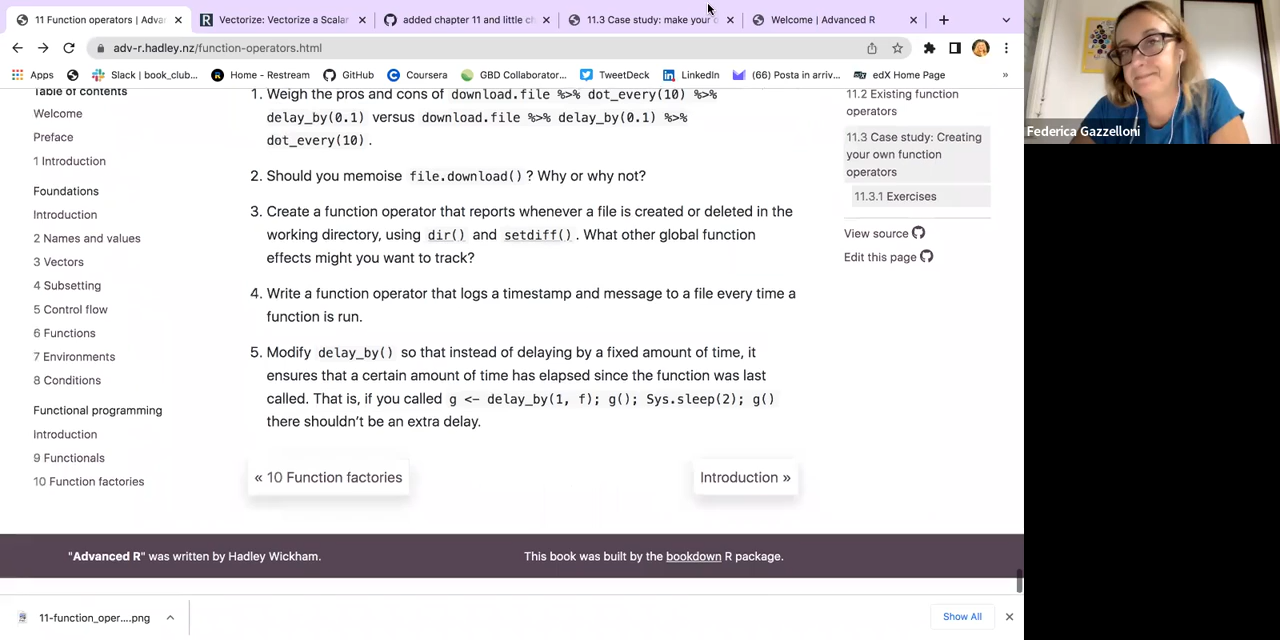 11 Function operators | Adva
Vectorize: Vectorize a Scalar
added chapter 11 and little ch
11.3 Case study: make your o
Welcome | Advanced R
adv-r.hadley.nz/function-operators.html
Apps
Slack | book_club...
Home - Restream
GitHub
Coursera
GBD Collaborator...
TweetDeck
LinkedIn
(66) Posta in arriv...
edX Home Page
»
Federica Gazzelloni
Table of contents
Welcome
Preface
1 Introduction
Foundations
Introduction
2 Names and values
3 Vectors
4 Subsetting
5 Control flow
6 Functions
7 Environments
8 Conditions
Functional programming
Introduction
9 Functionals
10 Function factories
1. Weigh the pros and cons of download.file %>% dot_every(10) %>%
delay_by(0.1) versus download.file %>% delay_by(0.1) %>%
dot_every(10) .
2. Should you memoise file.download() ? Why or why not?
3. Create a function operator that reports whenever a file is created or deleted in the
working directory, using dir() and setdiff() . What other global function
effects might you want to track?
4. Write a function operator that logs a timestamp and message to a file every time a
function is run.
5. Modify delay_by() so that instead of delaying by a fixed amount of time, it
ensures that a certain amount of time has elapsed since the function was last
called. That is, if you called g <- delay_by(1, f); g(); Sys.sleep(2); g()
there shouldn't be an extra delay.
« 10 Function factories
Introduction »
11.2 Existing function
operators
11.3 Case study: Creating
your own function
operators
11.3.1 Exercises
View source
Edit this page
"Advanced R" was written by Hadley Wickham.
This book was built by the bookdown R package.
11-function_oper....png
Show All